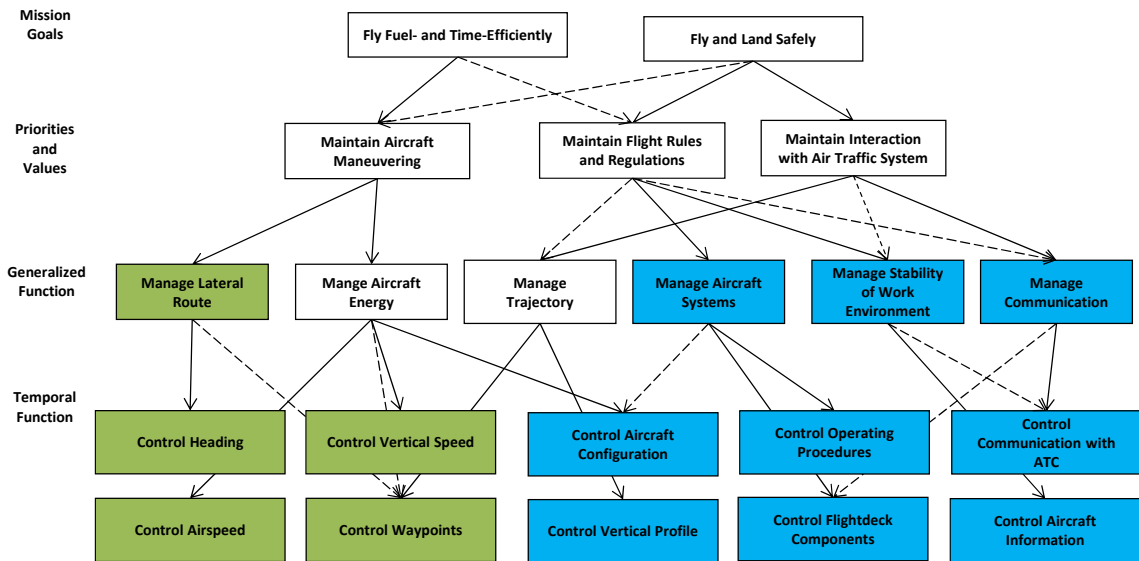 Mission
Goals
Fly Fuel- and Time-Efficiently
Fly and Land Safely
Priorities
and
Values
Maintain Aircraft
Maneuvering
Maintain Flight Rules
and Regulations
Maintain Interaction
with Air Traffic System
Generalized
Function
Manage Lateral
Route
Mange Aircraft
Energy
Manage
Trajectory
Manage Aircraft
Systems
Manage Stability
of Work
Environment
Manage
Communication
Temporal
Function
Control Heading
Control Vertical Speed
Control Aircraft
Configuration
Control Operating
Procedures
Control
Communication with
ATC
Control Airspeed
Control Waypoints
Control Vertical Profile
Control Flightdeck
Components
Control Aircraft
Information